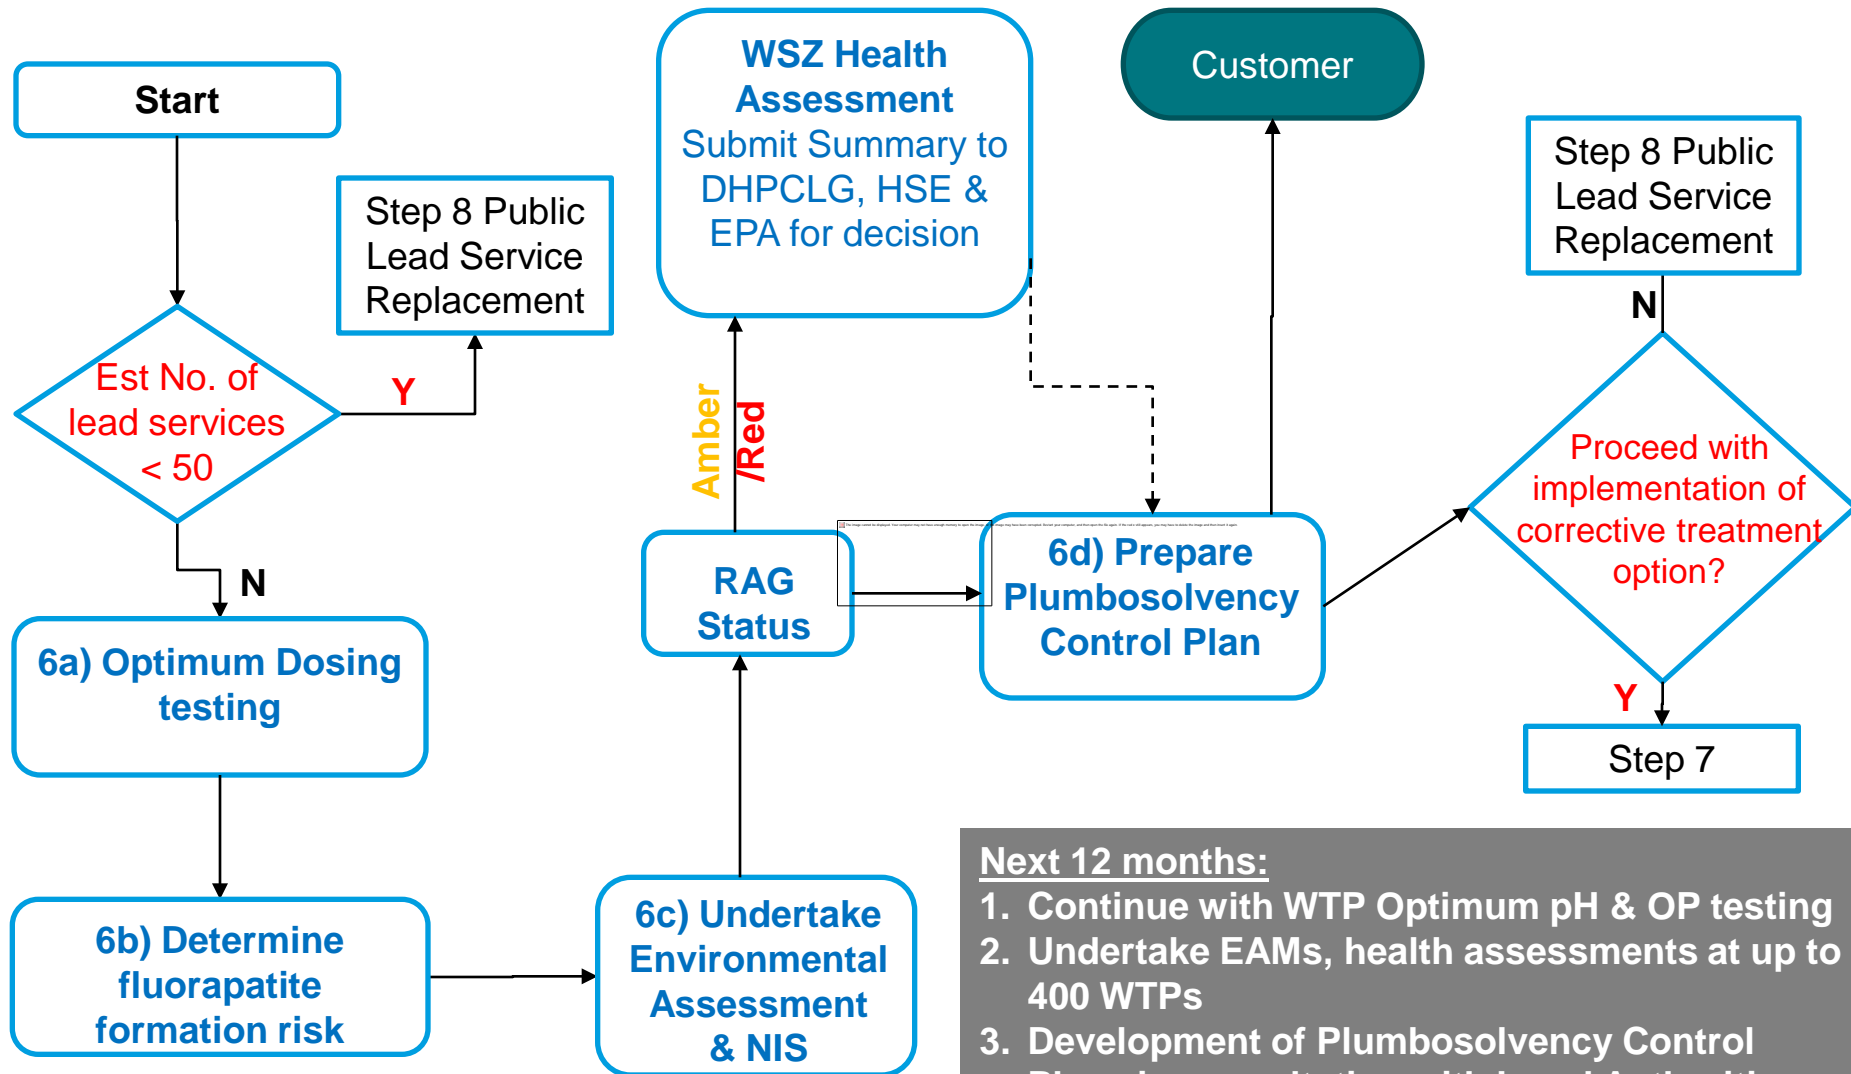 Start
Step 8 Public
Lead Service
Replacement
Est No. of
lead services
< 50
Y
N
6a) Optimum Dosing
testing
6b) Determine
fluorapatite
formation risk
6c) Undertake
Environmental
Assessment
& NIS
RAG
Status
Amber
/Red
WSZ Health
Assessment
Submit Summary to
DHPCLG, HSE &
EPA for decision
6d) Prepare
Plumbosolvency
Control Plan
Customer
Step 8 Public
Lead Service
Replacement
N
Proceed with
implementation of
corrective treatment
option?
Y
Step 7
Next 12 months:
1. Continue with WTP Optimum pH & OP testing
2. Undertake EAMs, health assessments at up to
400 WTPs
3. Development of Plumbosolvency Control